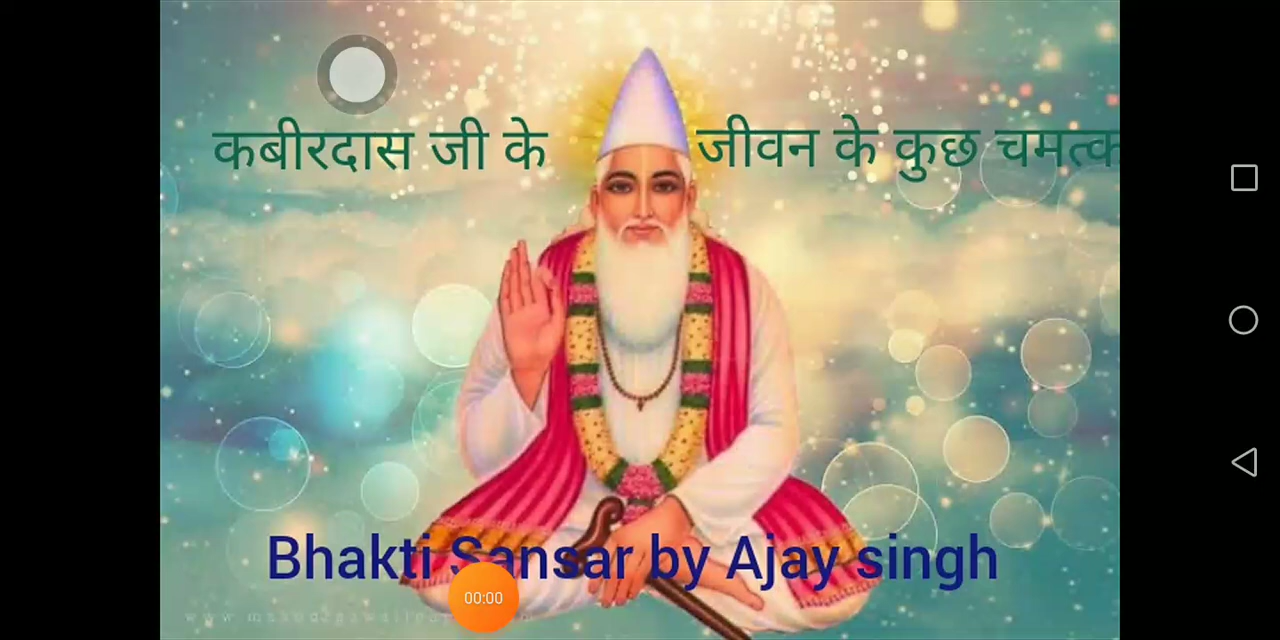 कबीरदास जी के जीवन के कुछ चमत्क
Bhakti Sansar by Ajay singh
00:00